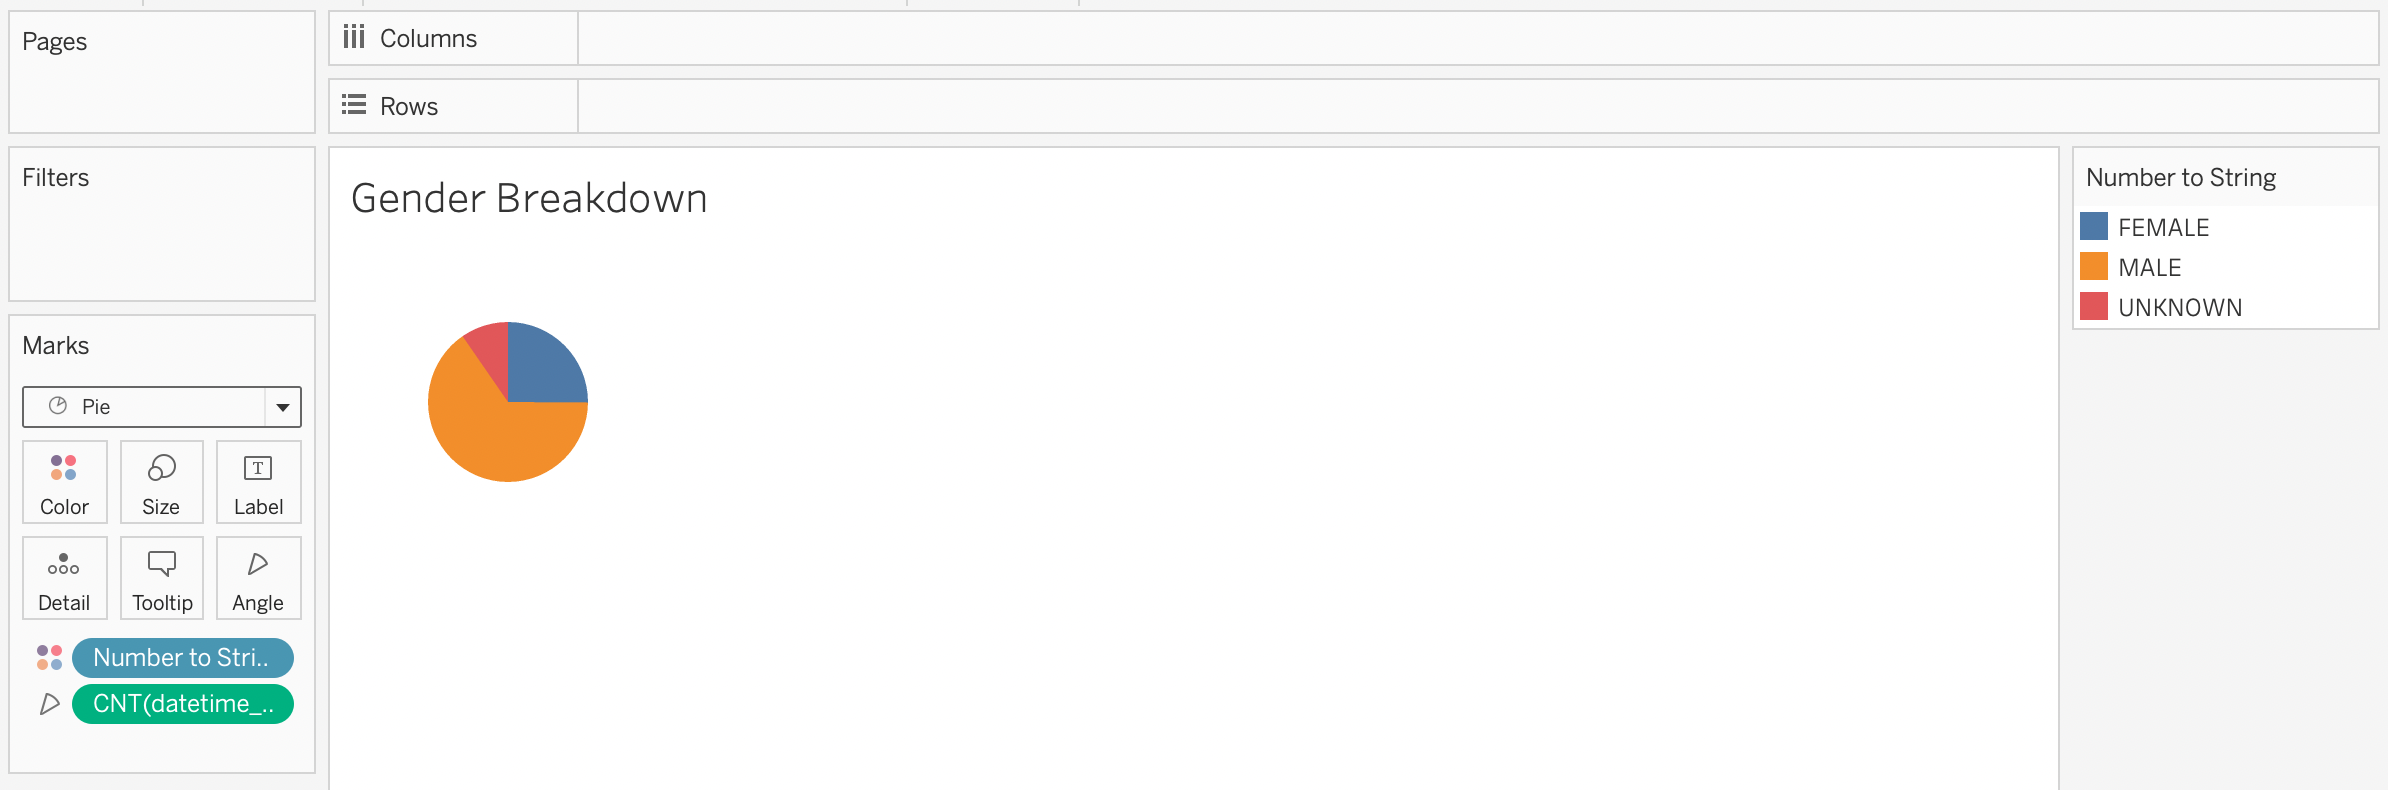 Pages
Columns
Rows
Filters
Gender Breakdown
Marks
Pie
Color
Size
T
Label
Detail
Tooltip
Angle
Number to Stri..
CNT(datetime_..
Number to String
FEMALE
MALE
UNKNOWN